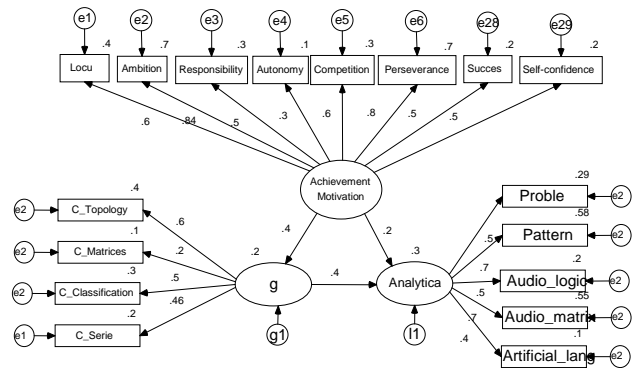 e1 e2 e3 e4 e5 e6 e28 e29
.4 .7 .3 .1 .3 .7 .2 .2
Locu Ambition Responsibility Autonomy Competition Perseverance Succes Self-confidence
.6 .84 .5 .3 .6 .8 .5 .5
Achievement
Motivation
.4 .2
.4
e2 C_Topology
.6
.1
e2 C_Matrices
.2
.3
e2 C_Classification
.5
.2
e1 C_Serie
.46
.2
g
g1
.4
.3
Analytica
l1
.29
Proble e2
.5
.58
Pattern e2
.7
.2
Audio_logic e2
.5
.55
Audio_matri e2
.7
.1
Artificial_lang e2
.4